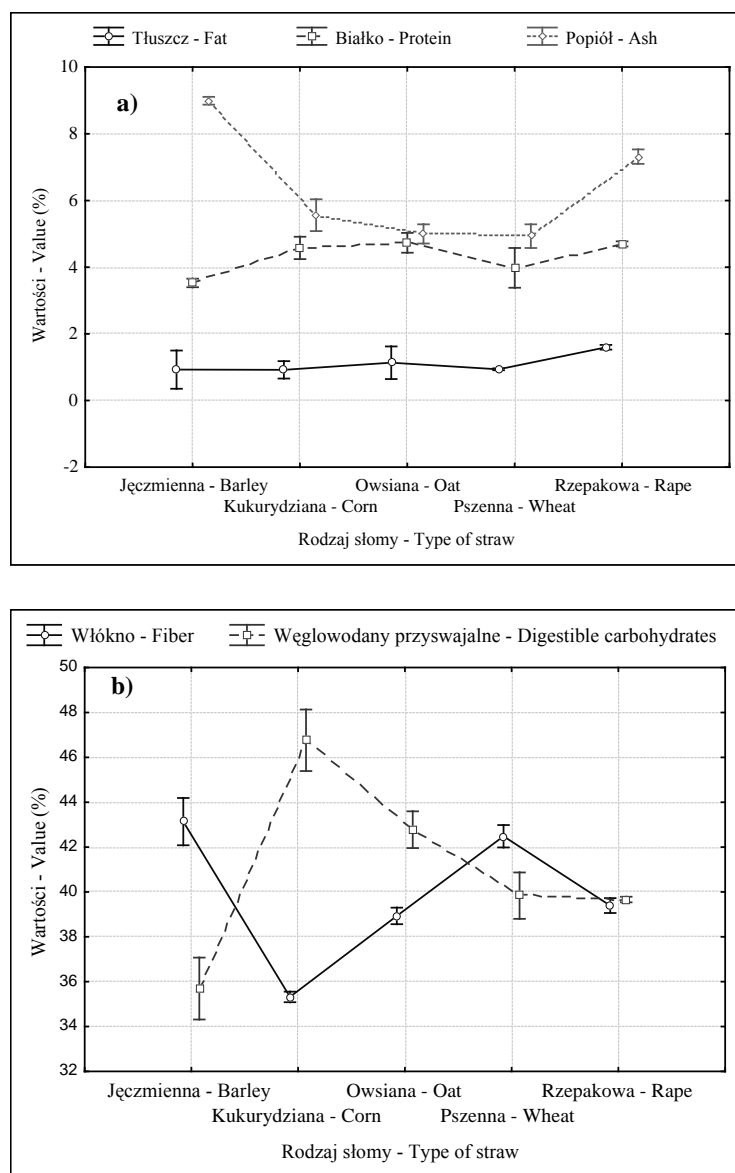 Tłuszcz - Fat Białko - Protein Popiół - Ash
a)
Wartości - Value (%)
10
8
6
4
2
0
-2
Jęczmienna - Barley Owsiana - Oat Rzepakowa - Rape
Kukurydziana - Corn Pszenna - Wheat
Rodzaj słomy - Type of straw
Włókno - Fiber Węglowodany przyswajalne - Digestible carbohydrates
b)
Wartości - Value (%)
50
48
46
44
42
40
38
36
34
32
Jęczmienna - Barley Owsiana - Oat Rzepakowa - Rape
Kukurydziana - Corn Pszenna - Wheat
Rodzaj słomy - Type of straw